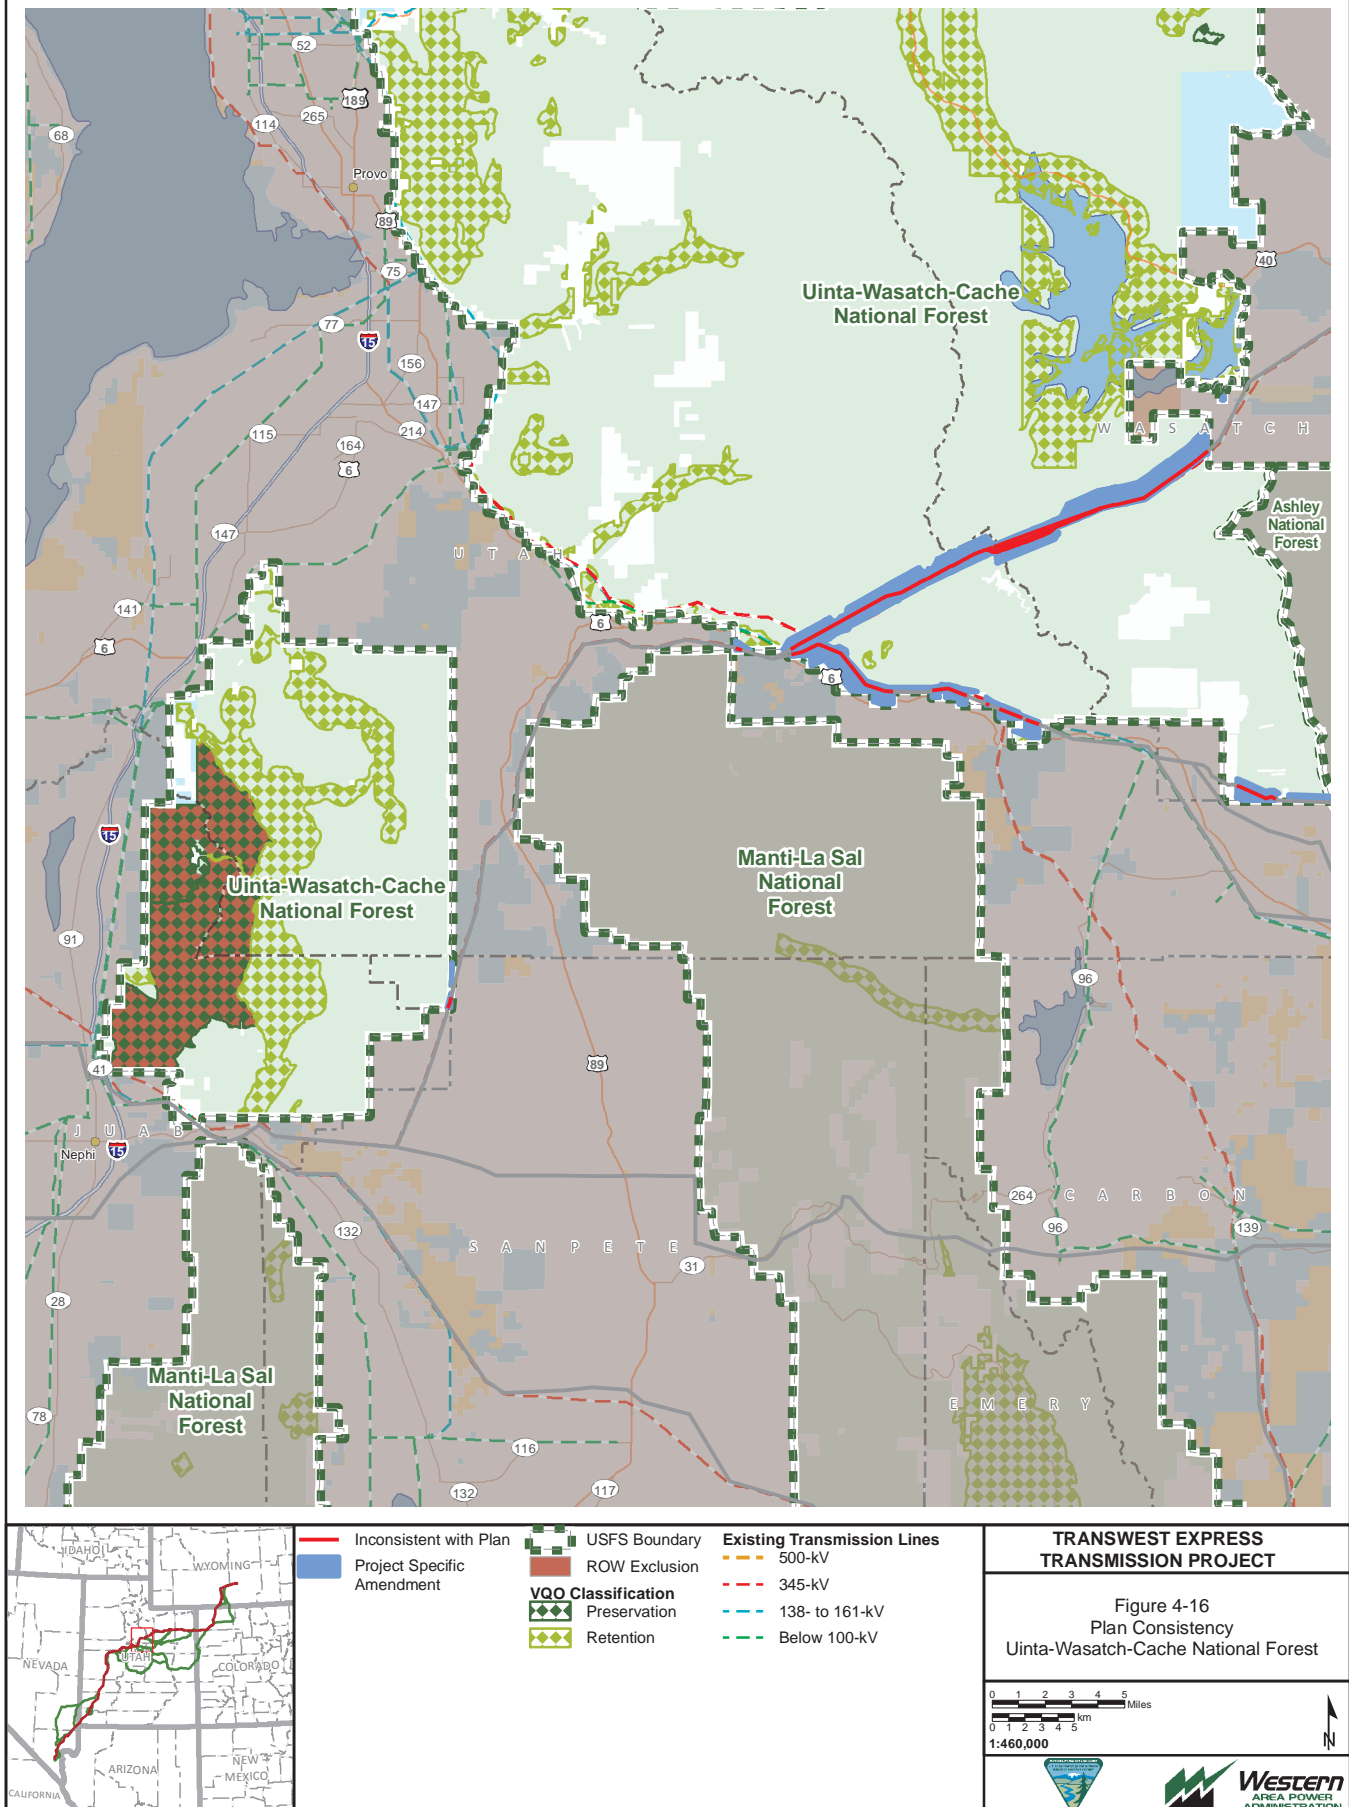 52
189
265
114
68
Provo
89
75
40
77
15
Uinta-Wasatch-Cache
National Forest
156
147
214
115
164
6
W A S A T C H
Ashley
National
Forest
147
U T A H
141
6
6
6
15
Manti-La Sal
National
Forest
Uinta-Wasatch-Cache
National Forest
91
96
89
41
J U A B
Nephi
15
264
C A R B O N
96
139
132
S A N P E T E
31
28
Manti-La Sal
National
Forest
E M E R Y
78
116
132
117
IDAHO
WYOMING
NEVADA
UTAH
COLORADO
ARIZONA
NEW
MEXICO
CALIFORNIA
Inconsistent with Plan
Project Specific
Amendment
USFS Boundary
ROW Exclusion
VQO Classification
Preservation
Retention
Existing Transmission Lines
500-kV
345-kV
138- to 161-kV
Below 100-kV
TRANSWEST EXPRESS
TRANSMISSION PROJECT
Figure 4-16
Plan Consistency
Uinta-Wasatch-Cache National Forest
0 1 2 3 4 5
Miles
km
0 1 2 3 4 5
1:460,000
N
Western
AREA POWER
ADMINISTRATION